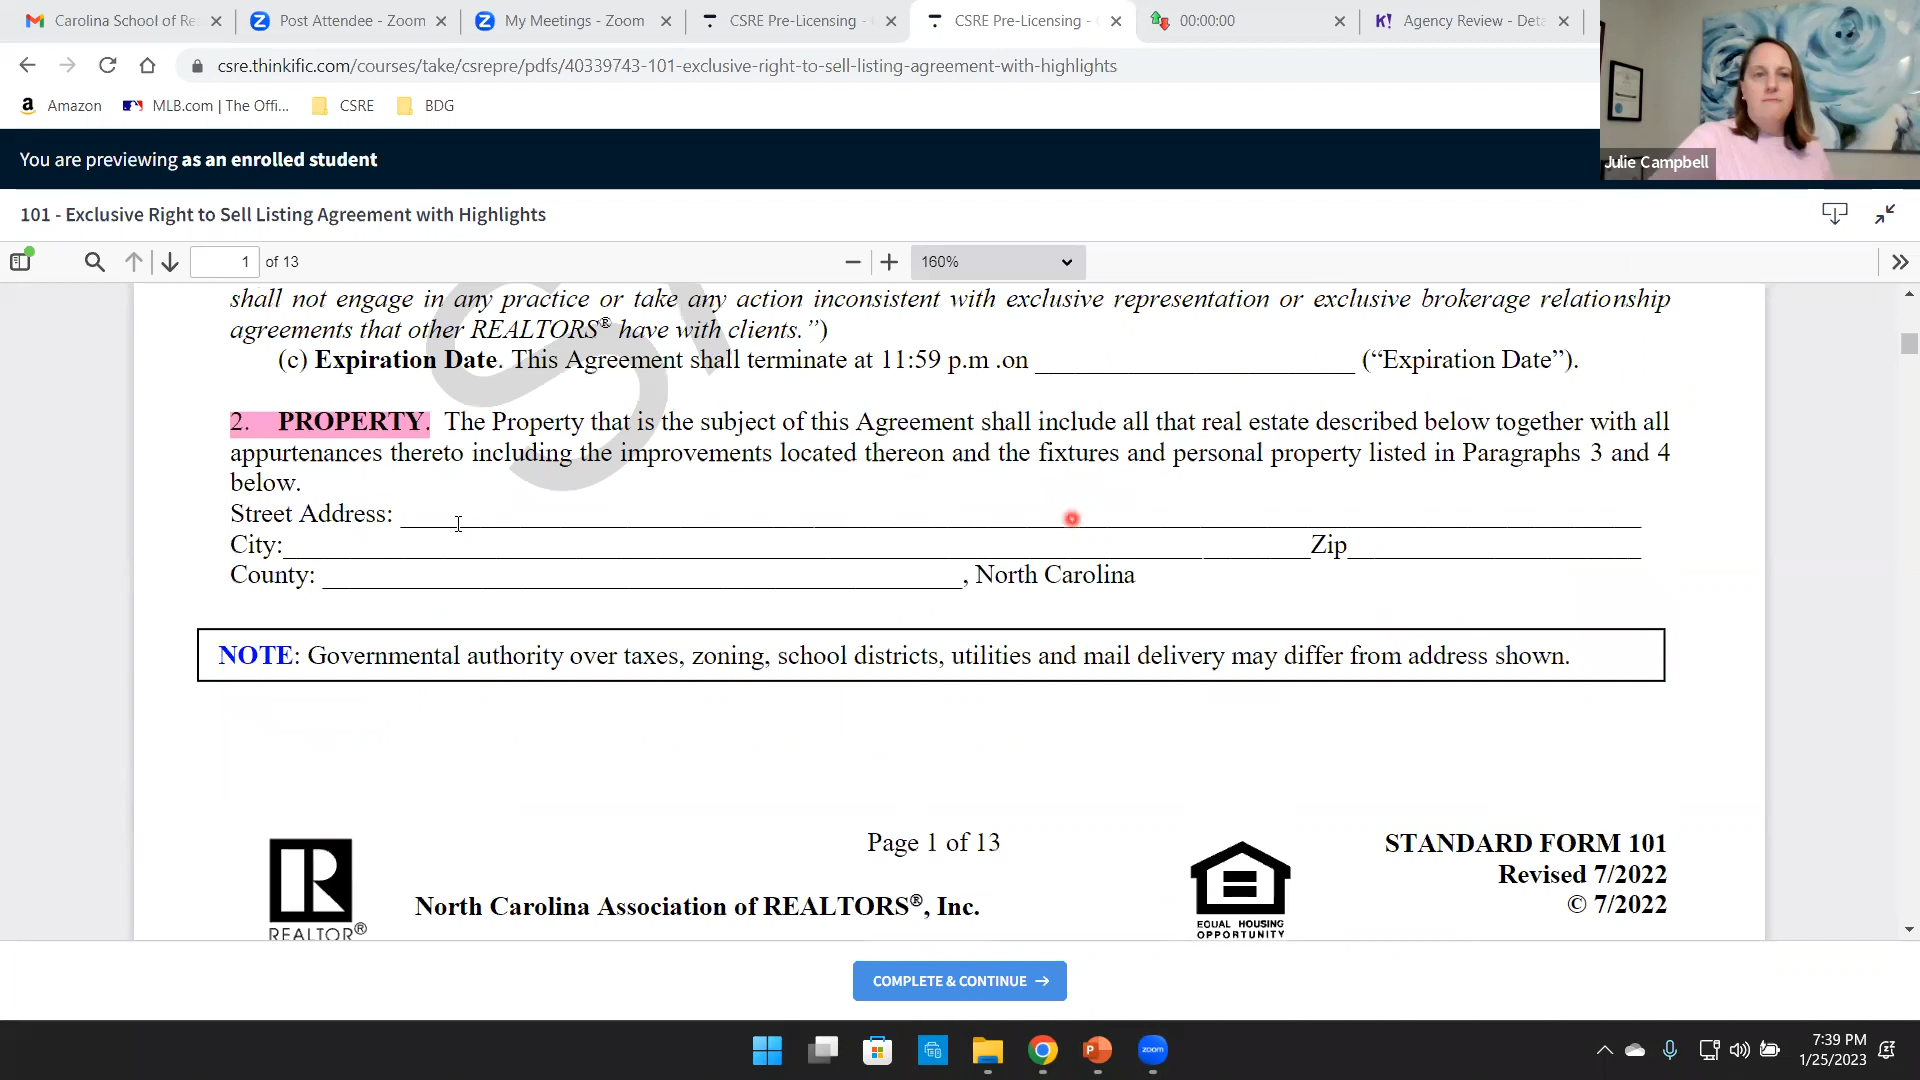 Carolina School of Re
Post Attendee - Zoom
My Meetings - Zoom
CSRE Pre-Licensing -
CSRE Pre-Licensing -
00:00:00
K! Agency Review - Deta
csre.thinkific.com/courses/take/csrepre/pdfs/40339743-101-exclusive-right-to-sell-listing-agreement-with-highlights
a Amazon
MLB.com | The Offi...
CSRE
BDG
Julie Campbell
You are previewing as an enrolled student
101 - Exclusive Right to Sell Listing Agreement with Highlights
1 of 13
160%
shall not engage in any practice or take any action inconsistent with exclusive representation or exclusive brokerage relationship
agreements that other REALTORS® have with clients.”)
(c) Expiration Date. This Agreement shall terminate at 11:59 p.m .on ________________________ (“Expiration Date”).
2. PROPERTY. The Property that is the subject of this Agreement shall include all that real estate described below together with all
appurtenances thereto including the improvements located thereon and the fixtures and personal property listed in Paragraphs 3 and 4
below.
Street Address: ________________________
City:________________________Zip________________
County: ________________________, North Carolina
NOTE: Governmental authority over taxes, zoning, school districts, utilities and mail delivery may differ from address shown.
Page 1 of 13
STANDARD FORM 101
Revised 7/2022
© 7/2022
North Carolina Association of REALTORS®, Inc.
R
REALTOR®
EQUAL HOUSING
OPPORTUNITY
COMPLETE & CONTINUE →
zoom
7:39 PM
1/25/2023